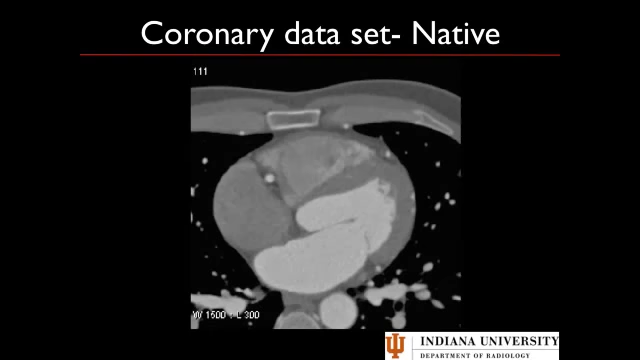 Coronary data set- Native
111
W 1500 : L 300
INDIANA UNIVERSITY
DEPARTMENT OF RADIOLOGY